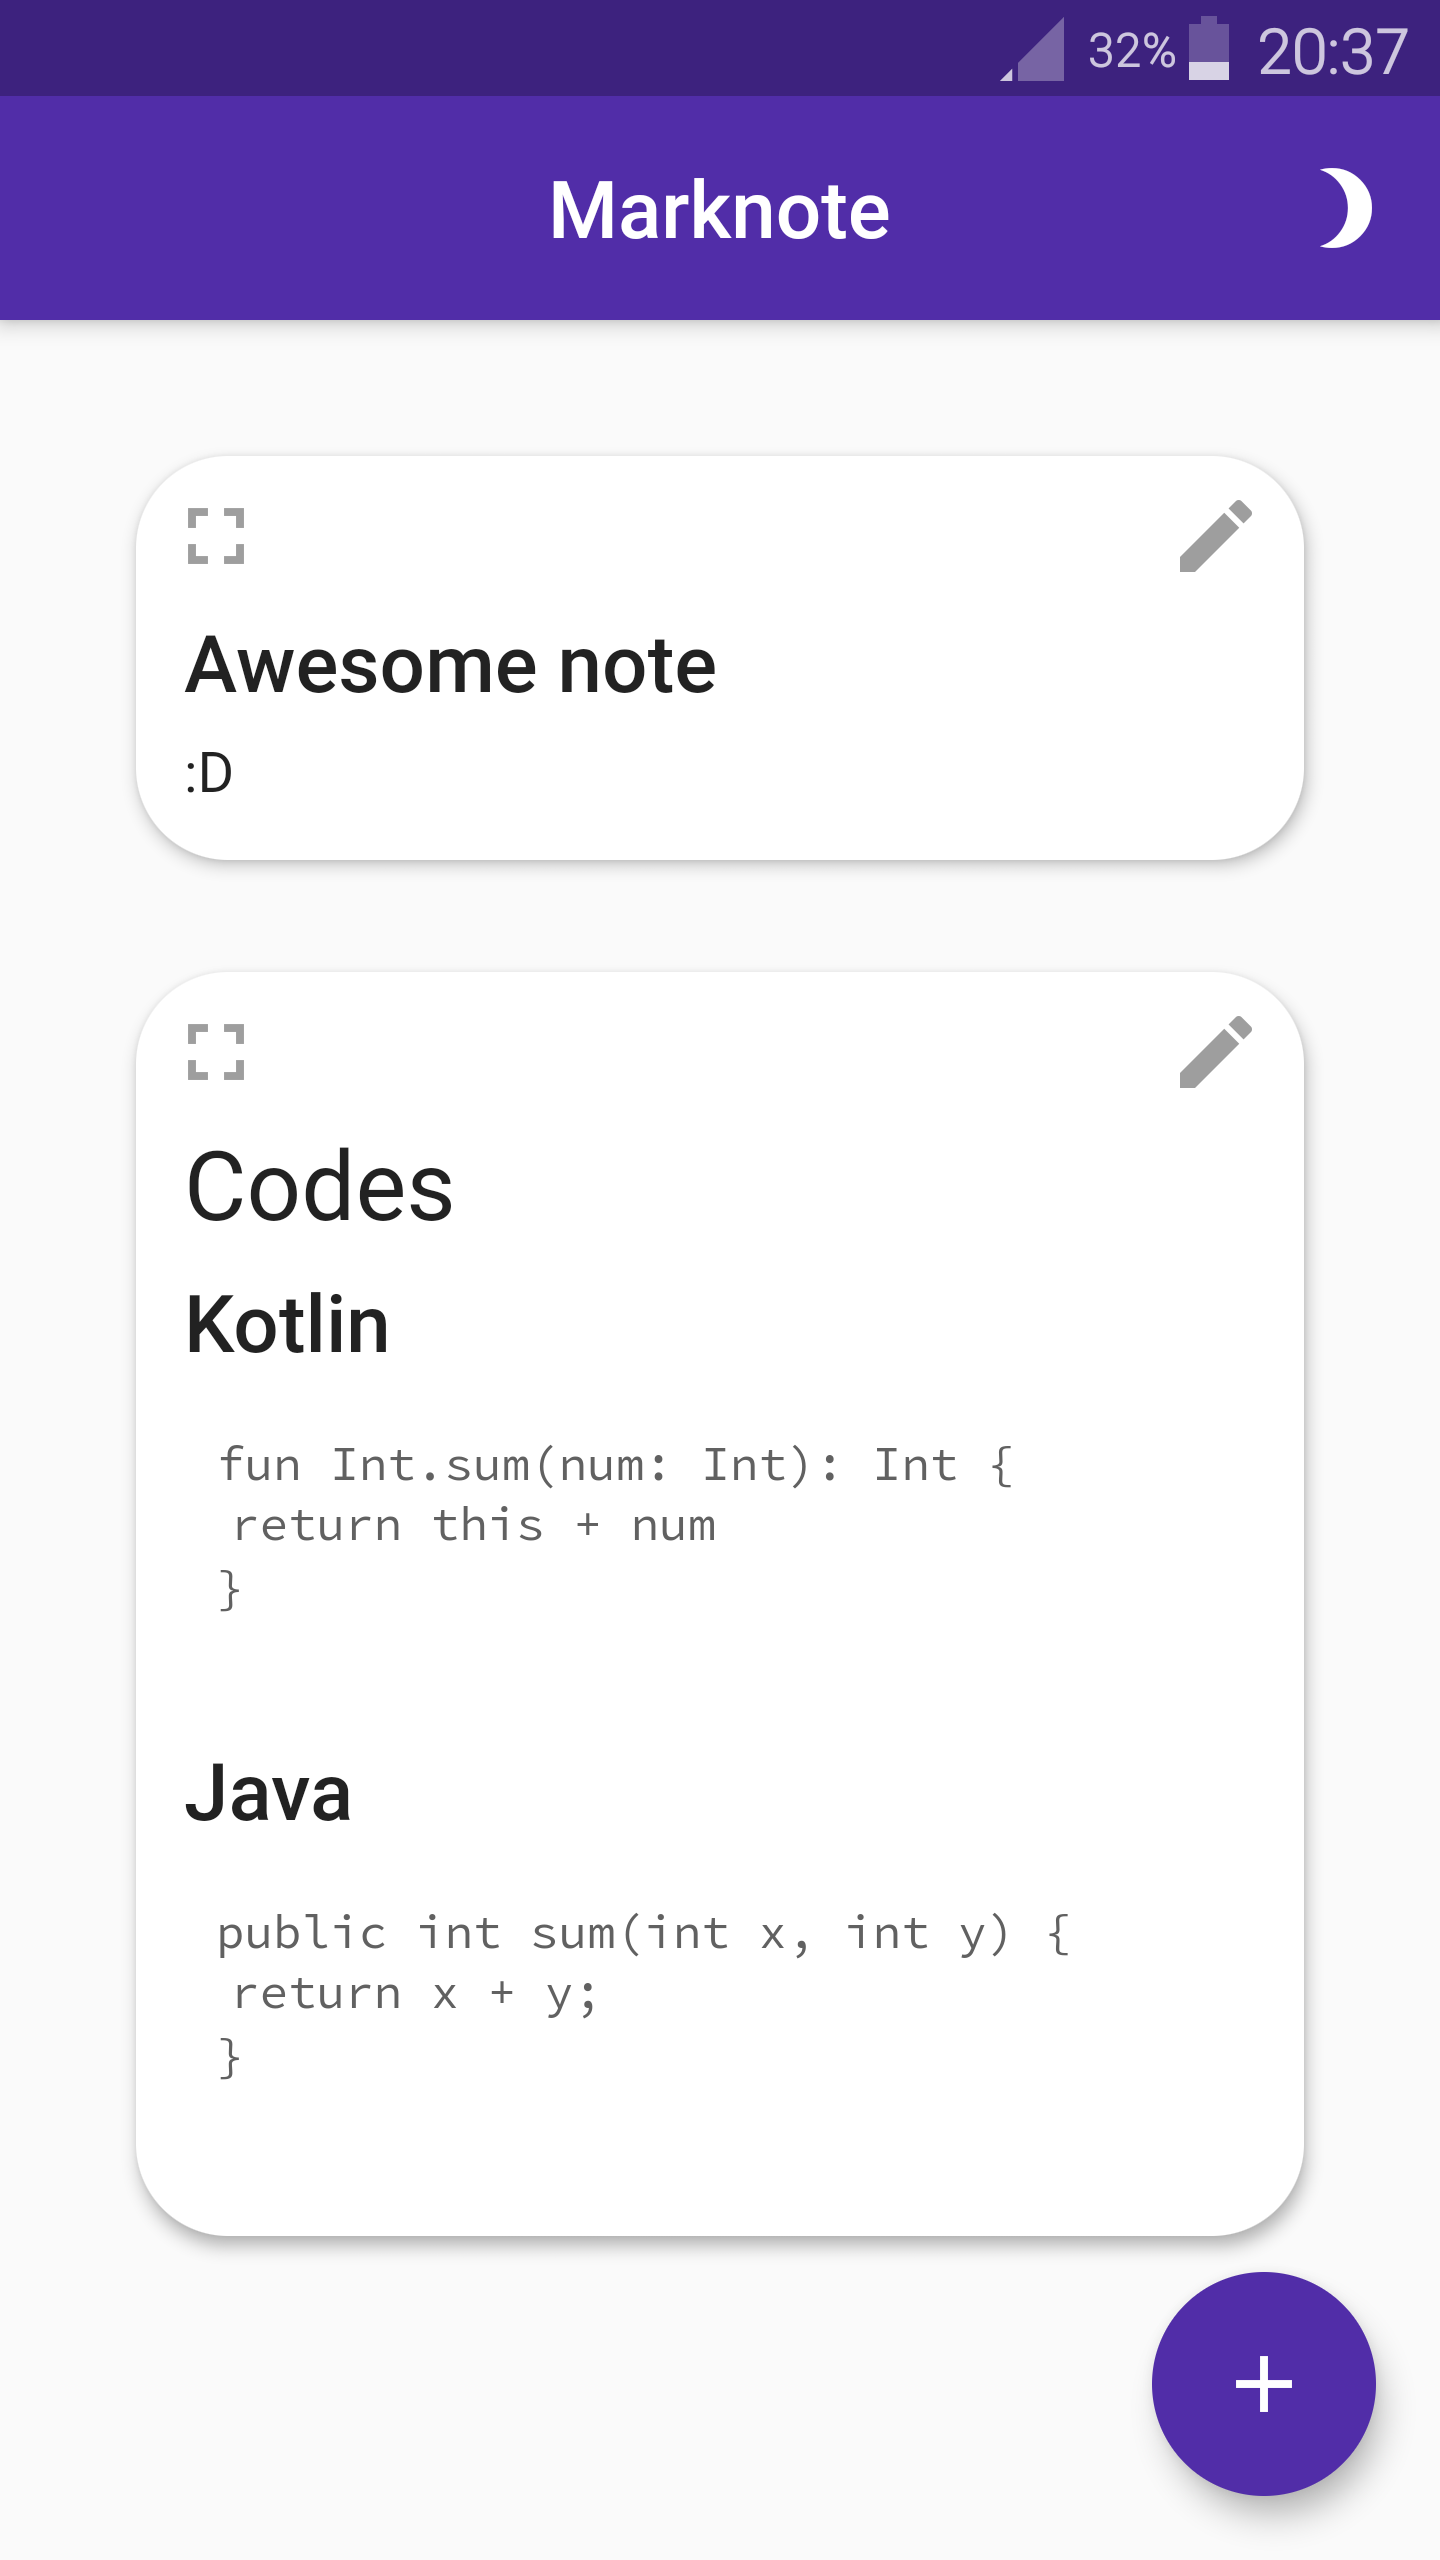 32% 20:37
Marknote
Awesome note
:D
Codes
Kotlin
fun Int.sum(num: Int): Int {
 return this + num
}
Java
public int sum(int x, int y) {
 return x + y;
}